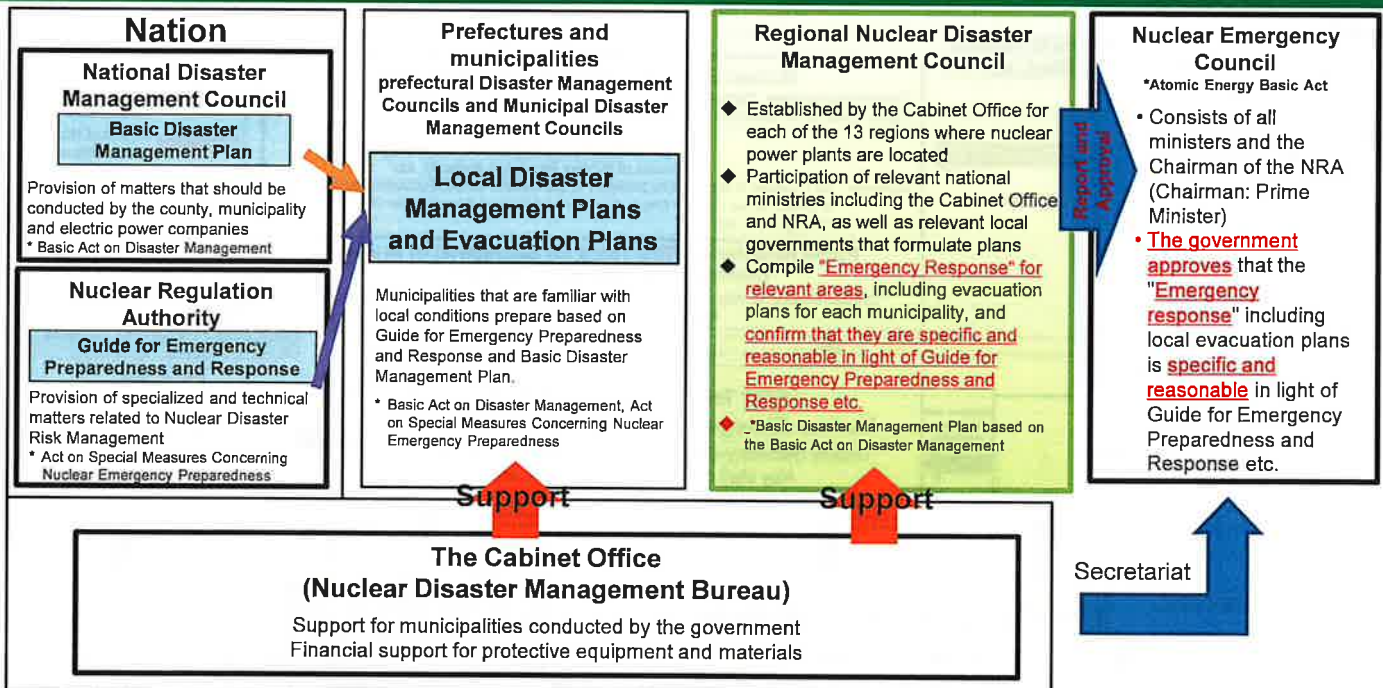 Nation
National Disaster
Management Council
Basic Disaster
Management Plan
Provision of matters that should be
conducted by the county, municipality
and electric power companies
* Basic Act on Disaster Management
Nuclear Regulation
Authority
Guide for Emergency
Preparedness and Response
Provision of specialized and technical
matters related to Nuclear Disaster
Risk Management
* Act on Special Measures Concerning
Nuclear Emergency Preparedness
Prefectures and
municipalities
prefectural Disaster Management
Councils and Municipal Disaster
Management Councils
Local Disaster
Management Plans
and Evacuation Plans
Municipalities that are familiar with
local conditions prepare based on
Guide for Emergency Preparedness
and Response and Basic Disaster
Management Plan.
* Basic Act on Disaster Management, Act
on Special Measures Concerning Nuclear
Emergency Preparedness
Support
Regional Nuclear Disaster
Management Council
◆ Established by the Cabinet Office for
each of the 13 regions where nuclear
power plants are located
◆ Participation of relevant national
ministries including the Cabinet Office
and NRA, as well as relevant local
governments that formulate plans
◆ Compile "Emergency Response" for
relevant areas, including evacuation
plans for each municipality, and
confirm that they are specific and
reasonable in light of Guide for
Emergency Preparedness and
Response etc.
◆ _*Basic Disaster Management Plan based on
the Basic Act on Disaster Management
Support
Report and
Approval
Nuclear Emergency
Council
*Atomic Energy Basic Act
• Consists of all
ministers and the
Chairman of the NRA
(Chairman: Prime
Minister)
• The government
approves that the
"Emergency
response" including
local evacuation plans
is specific and
reasonable in light of
Guide for Emergency
Preparedness and
Response etc.
The Cabinet Office
(Nuclear Disaster Management Bureau)
Support for municipalities conducted by the government
Financial support for protective equipment and materials
Secretariat